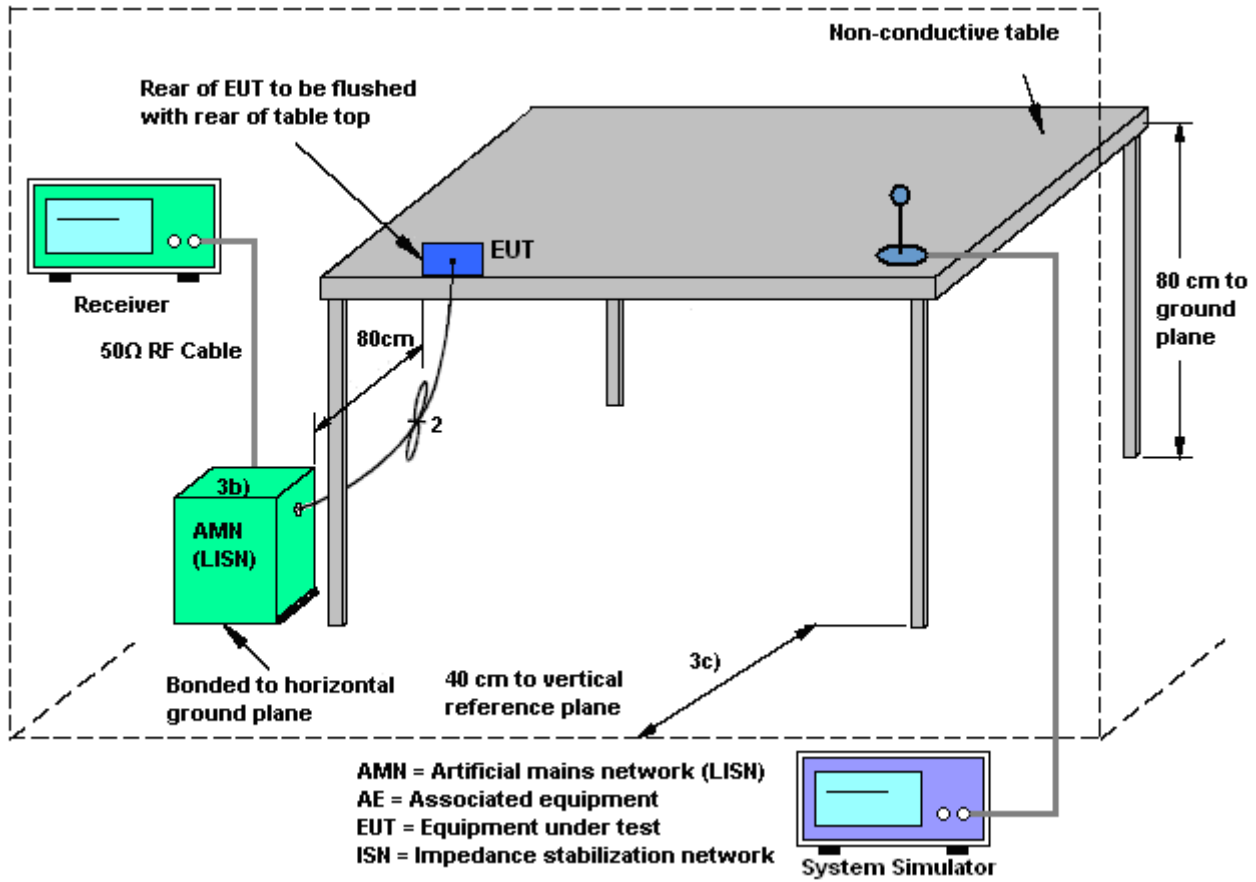 Non-conductive table
Rear of EUT to be flushed
with rear of table top
EUT
Receiver
80 cm to
ground
plane
80cm
50Ω RF Cable
2
3b)
AMN
(LISN)
3c)
Bonded to horizontal
ground plane
40 cm to vertical
reference plane
AMN = Artificial mains network (LISN)
AE = Associated equipment
EUT = Equipment under test
ISN = Impedance stabilization network
System Simulator